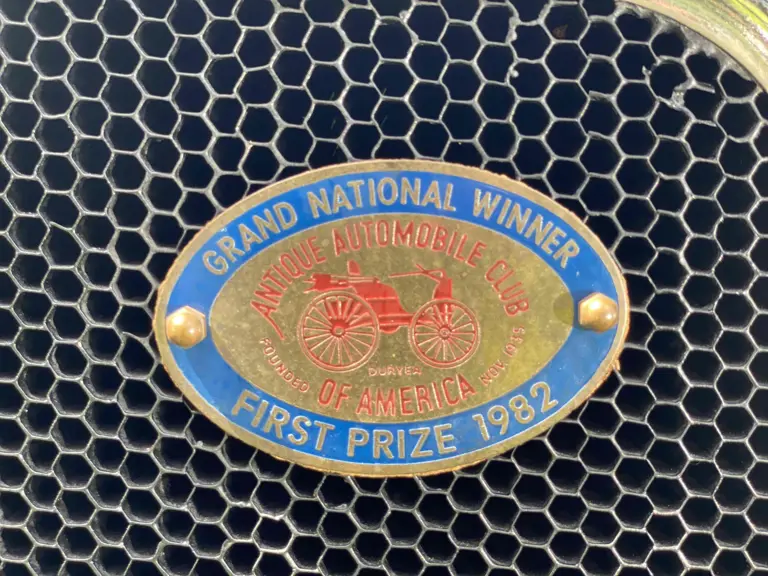 GRAND NATIONAL WINNER
ANTIQUE AUTOMOBILE CLUB
DURYEA
FOUNDED NOV. 1935
OF AMERICA
FIRST PRIZE 1982